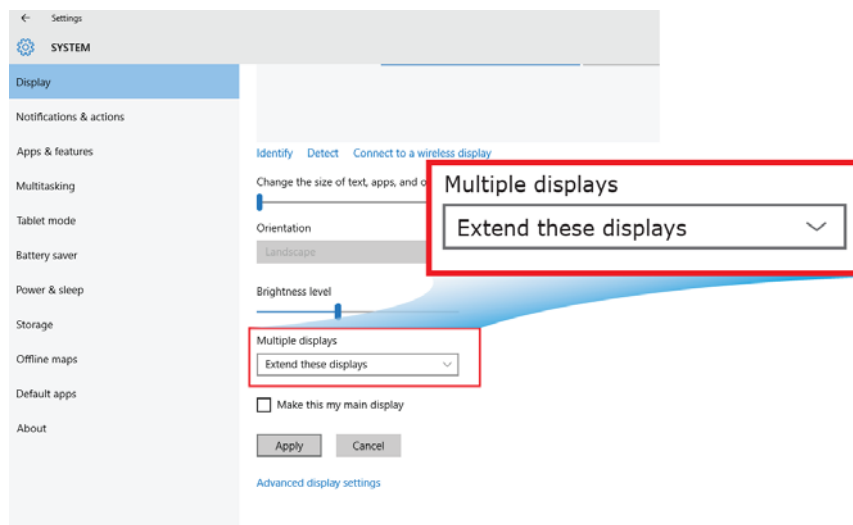 Settings
SYSTEM
Display
Notifications & actions
Apps & features
Multitasking
Tablet mode
Battery saver
Power & sleep
Storage
Offline maps
Default apps
About
Identify Detect Connect to a wireless display
Change the size of text, apps, and o
Orientation
Landscape
Brightness level
Multiple displays
Extend these displays
Make this my main display
Apply Cancel
Advanced display settings
Multiple displays
Extend these displays